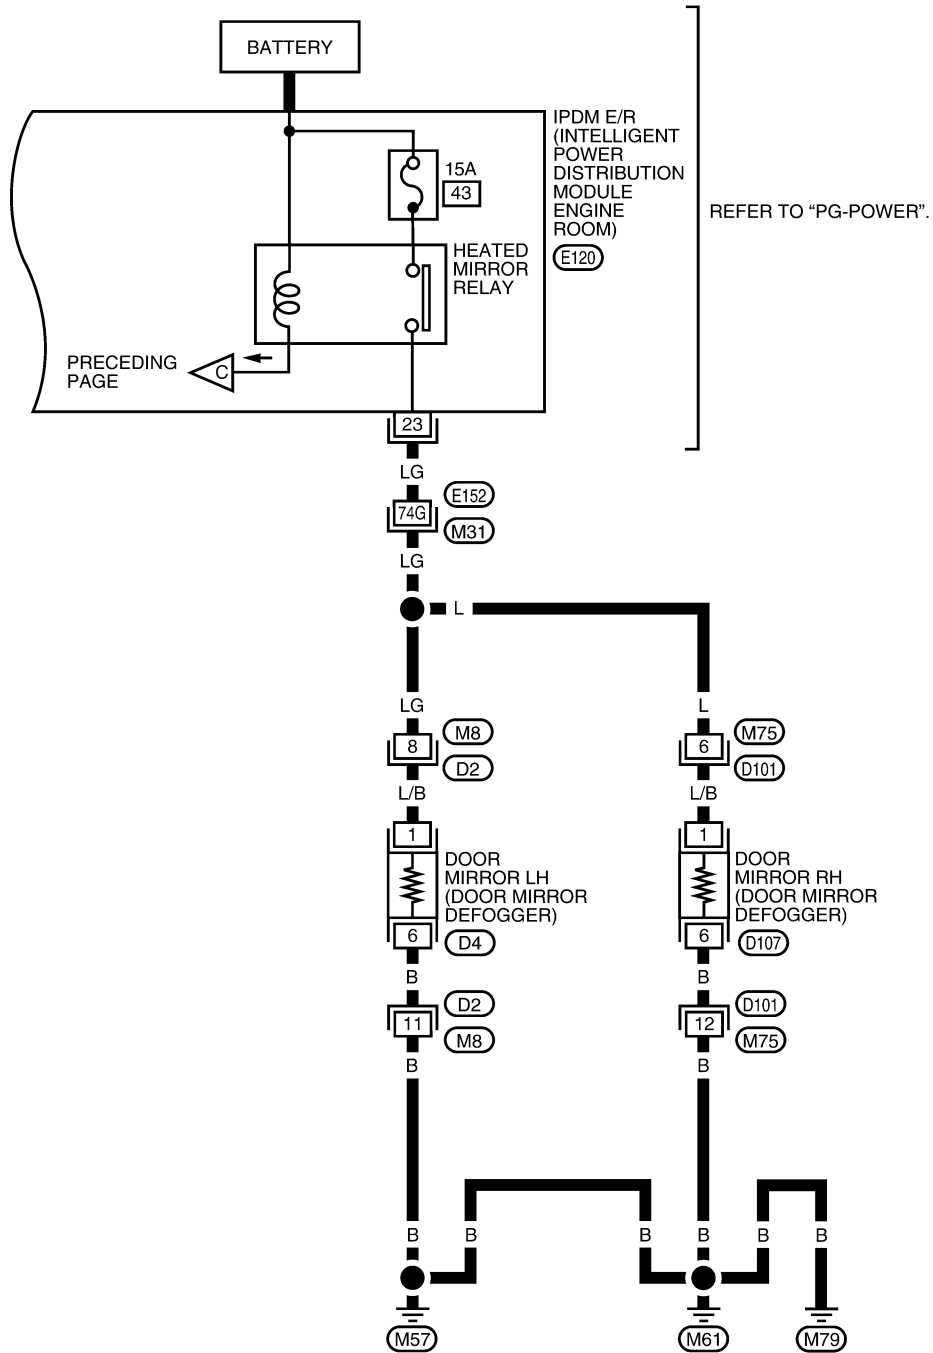 BATTERY
IPDM E/R
(INTELLIGENT
POWER
DISTRIBUTION
MODULE
ENGINE
ROOM)
E120
REFER TO “PG-POWER”.
15A
43
HEATED
MIRROR
RELAY
PRECEDING
PAGE
C
23
LG
E152
74G
M31
LG
L
LG
L
M8
8
D2
M75
6
D101
L/B
L/B
1
1
DOOR
MIRROR LH
(DOOR MIRROR
DEFOGGER)
DOOR
MIRROR RH
(DOOR MIRROR
DEFOGGER)
6
D4
6
D107
B
B
D2
11
M8
D101
12
M75
B
B
B
B
B
B
B
B
M57
M61
M79